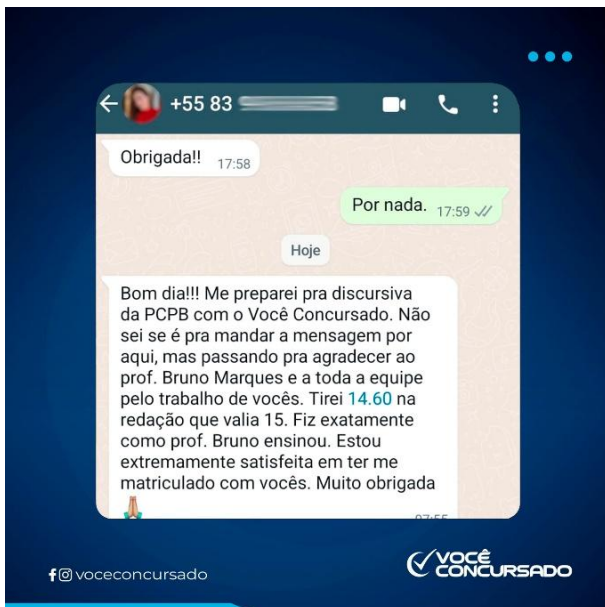 +55 83
Obrigada!! 17:58
Por nada. 17:59
Hoje
Bom dia!!! Me preparei pra discursiva
da PCPB com o Você Concursado. Não
sei se é pra mandar a mensagem por
aqui, mas passando pra agradecer ao
prof. Bruno Marques e a toda a equipe
pelo trabalho de vocês. Tirei 14.60 na
redação que valia 15. Fiz exatamente
como prof. Bruno ensinou. Estou
extremamente satisfeita em ter me
matriculado com vocês. Muito obrigada
voceconcursado
VOCÊ
CONCURSADO